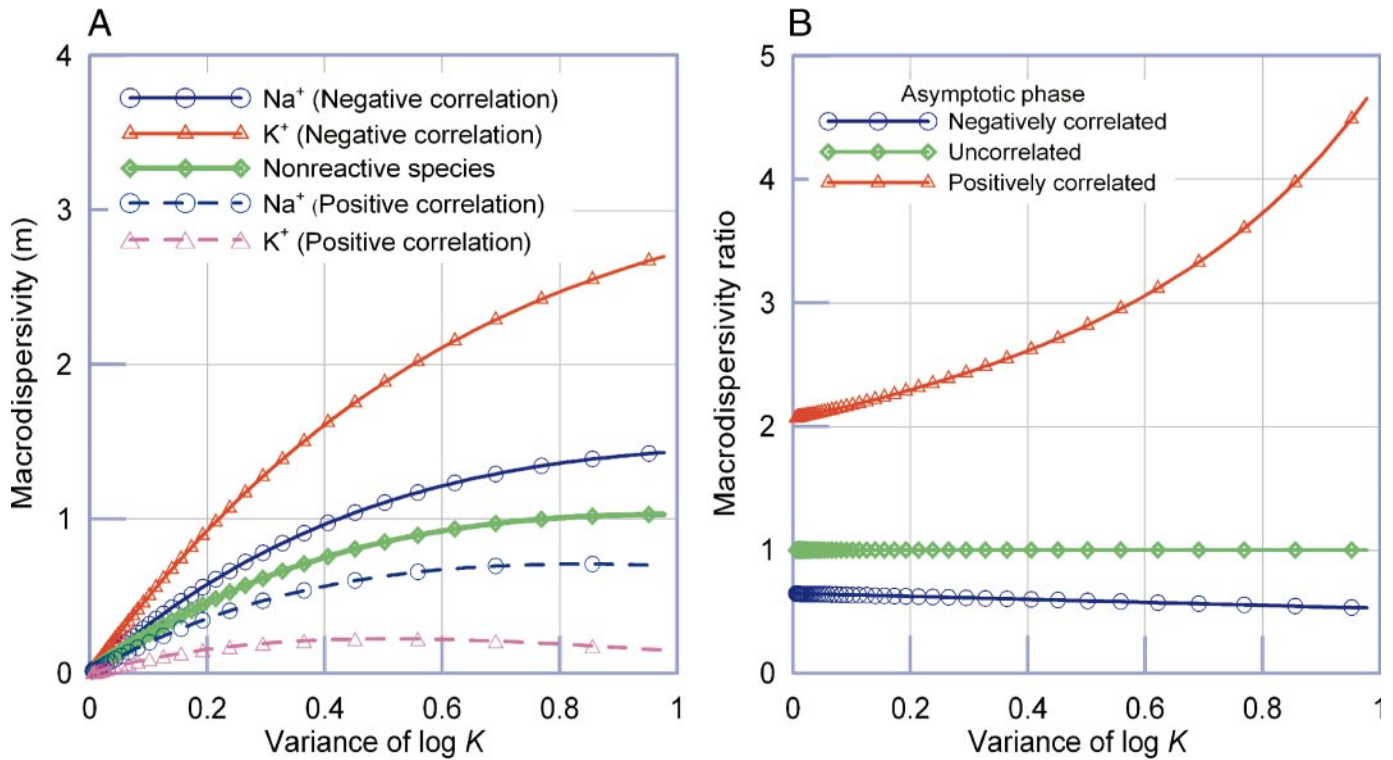 A
4
3
2
1
0
Macrodispersivity (m)
Na⁺ (Negative correlation)
K⁺ (Negative correlation)
Nonreactive species
Na⁺ (Positive correlation)
K⁺ (Positive correlation)
0 0.2 0.4 0.6 0.8 1
Variance of log K
B
5
4
3
2
1
0
Macrodispersivity ratio
Asymptotic phase
Negatively correlated
Uncorrelated
Positively correlated
0 0.2 0.4 0.6 0.8 1
Variance of log K